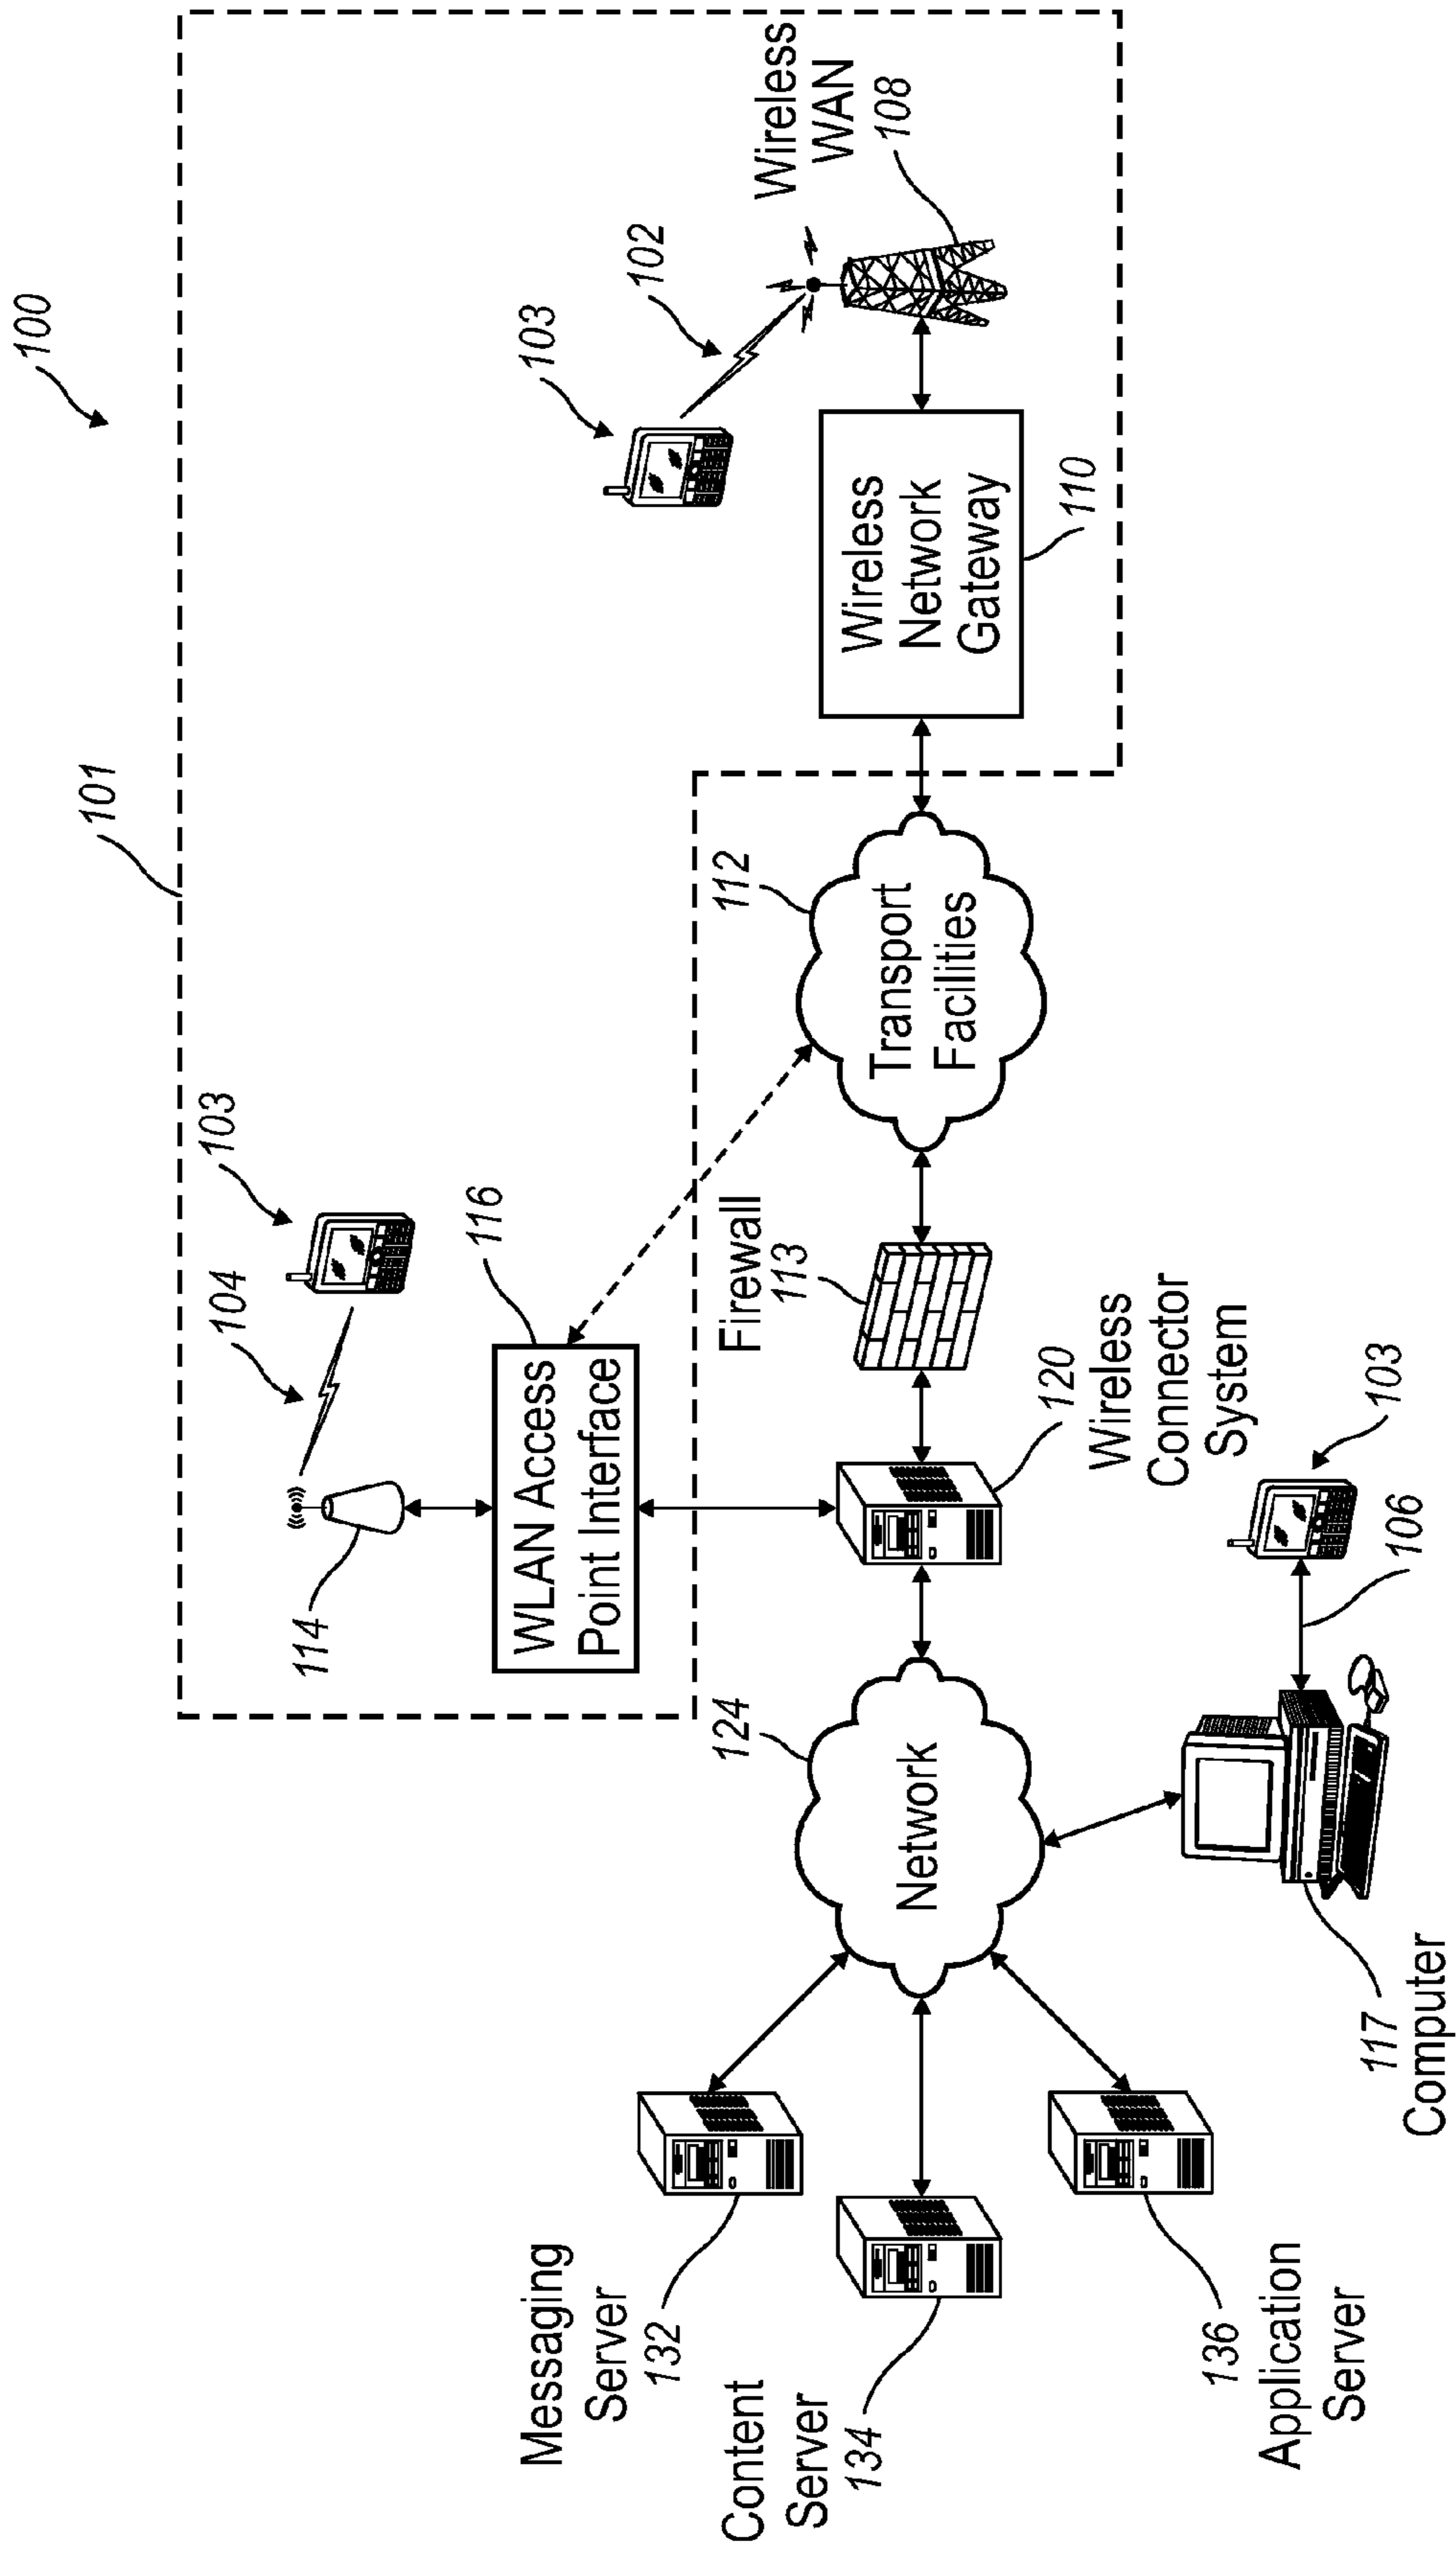 100
101
103
104
114
116
WLAN Access
Point Interface
103
102
Wireless
WAN
108
Wireless
Network
Gateway
110
112
Transport
Facilities
Firewall
113
120
Wireless
Connector
System
124
Network
Messaging
Server
132
Content
Server
134
136
Application
Server
117
Computer
106
103